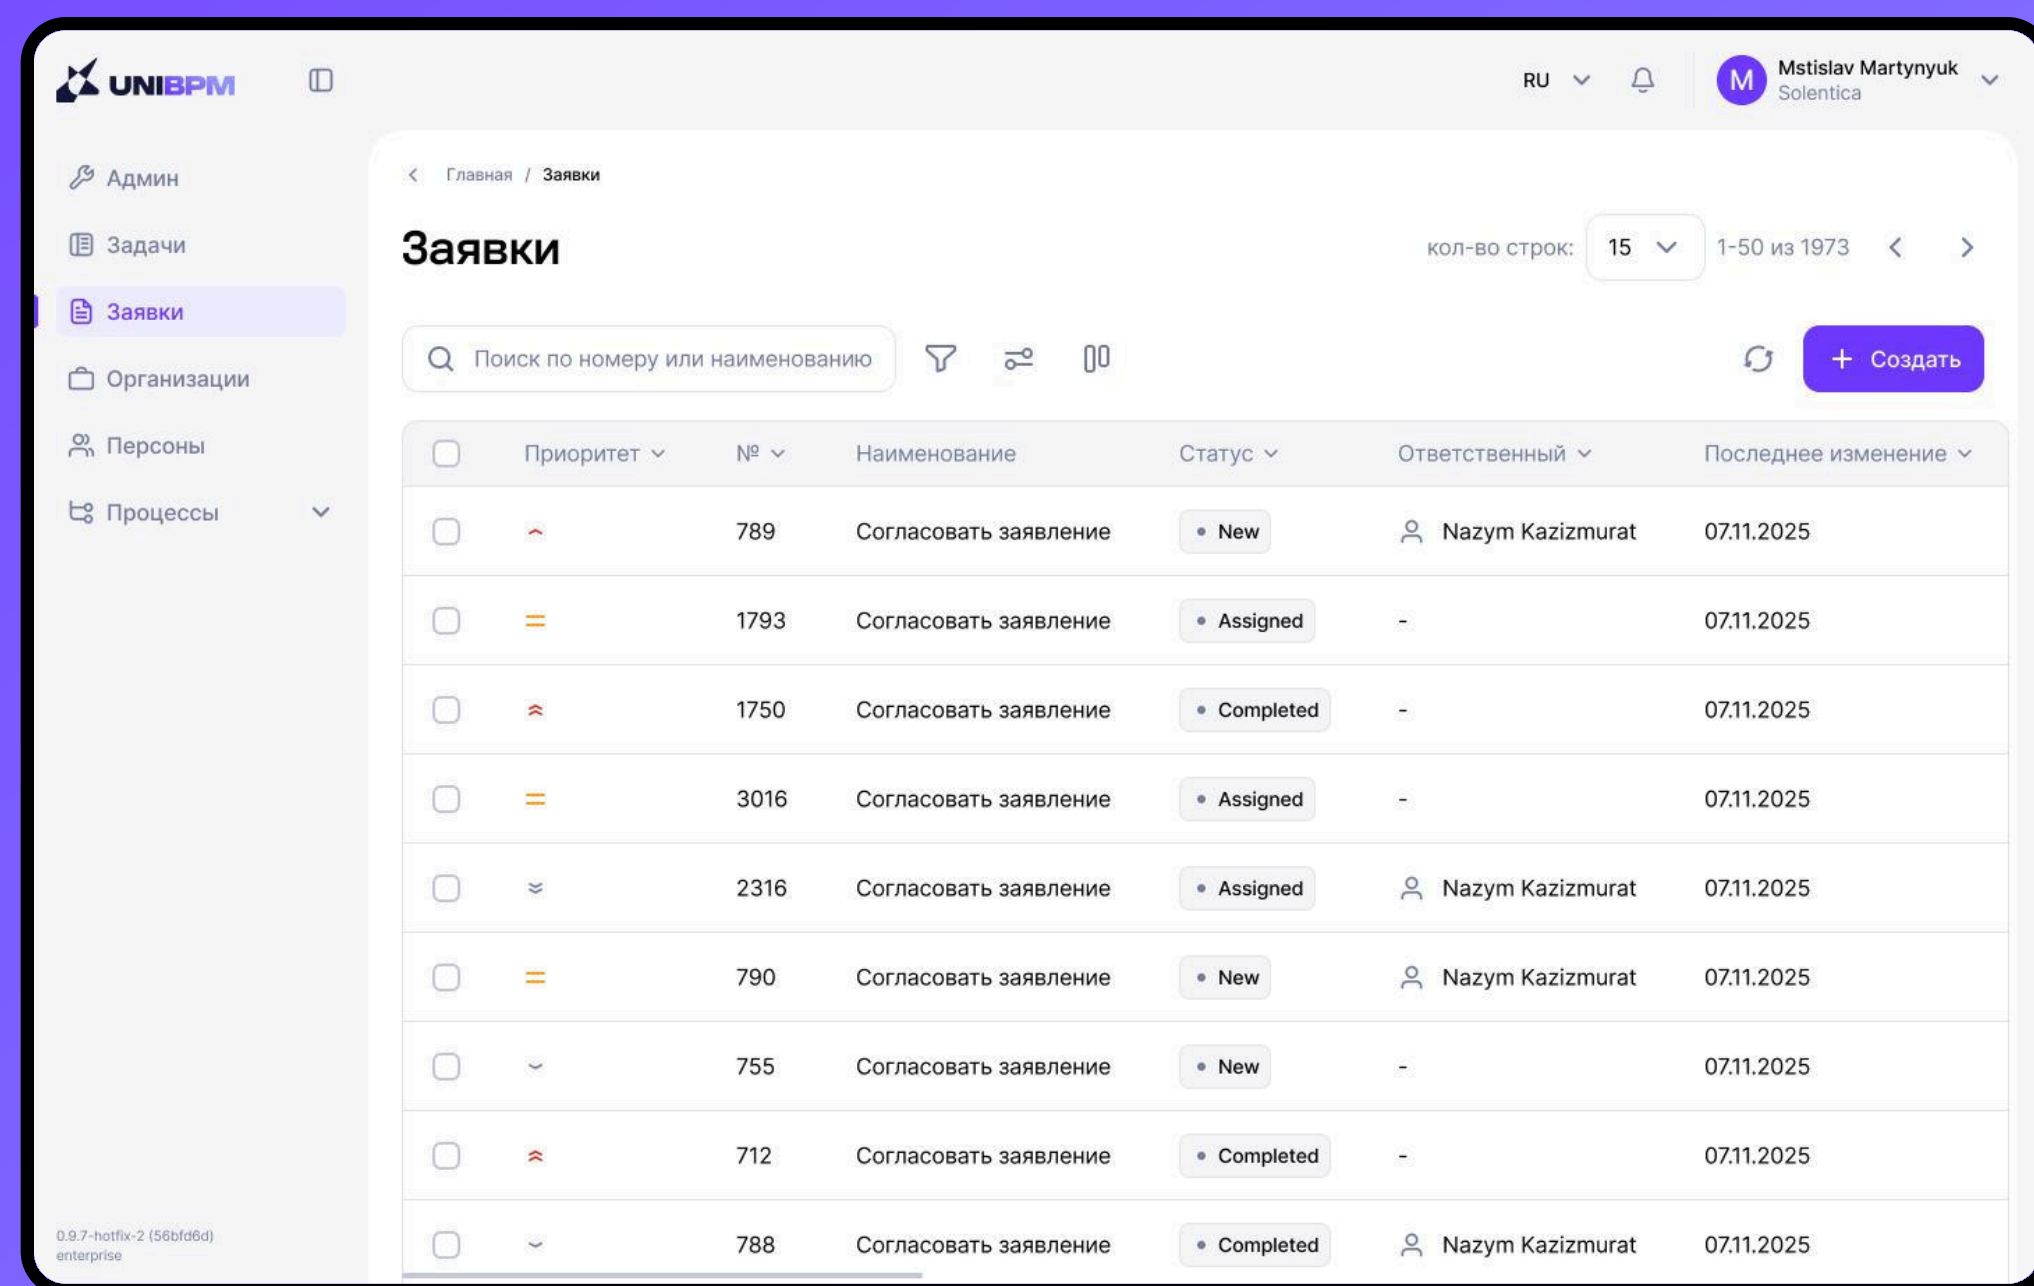 UNIBPM
RU
M
Mstislav Martynyuk
Solentica
Админ
Задачи
Заявки
Организации
Персоны
Процессы
0.9.7-hotfix-2 (56bfd6d)
enterprise
Главная / Заявки
Заявки
кол-во строк: 15 1-50 из 1973
Поиск по номеру или наименованию
+ Создать
Приоритет № Наименование Статус Ответственный Последнее изменение
789 Согласовать заявление • New Nazym Kazizmurat 07.11.2025
1793 Согласовать заявление • Assigned - 07.11.2025
1750 Согласовать заявление • Completed - 07.11.2025
3016 Согласовать заявление • Assigned - 07.11.2025
2316 Согласовать заявление • Assigned Nazym Kazizmurat 07.11.2025
790 Согласовать заявление • New Nazym Kazizmurat 07.11.2025
755 Согласовать заявление • New - 07.11.2025
712 Согласовать заявление • Completed - 07.11.2025
788 Согласовать заявление • Completed Nazym Kazizmurat 07.11.2025